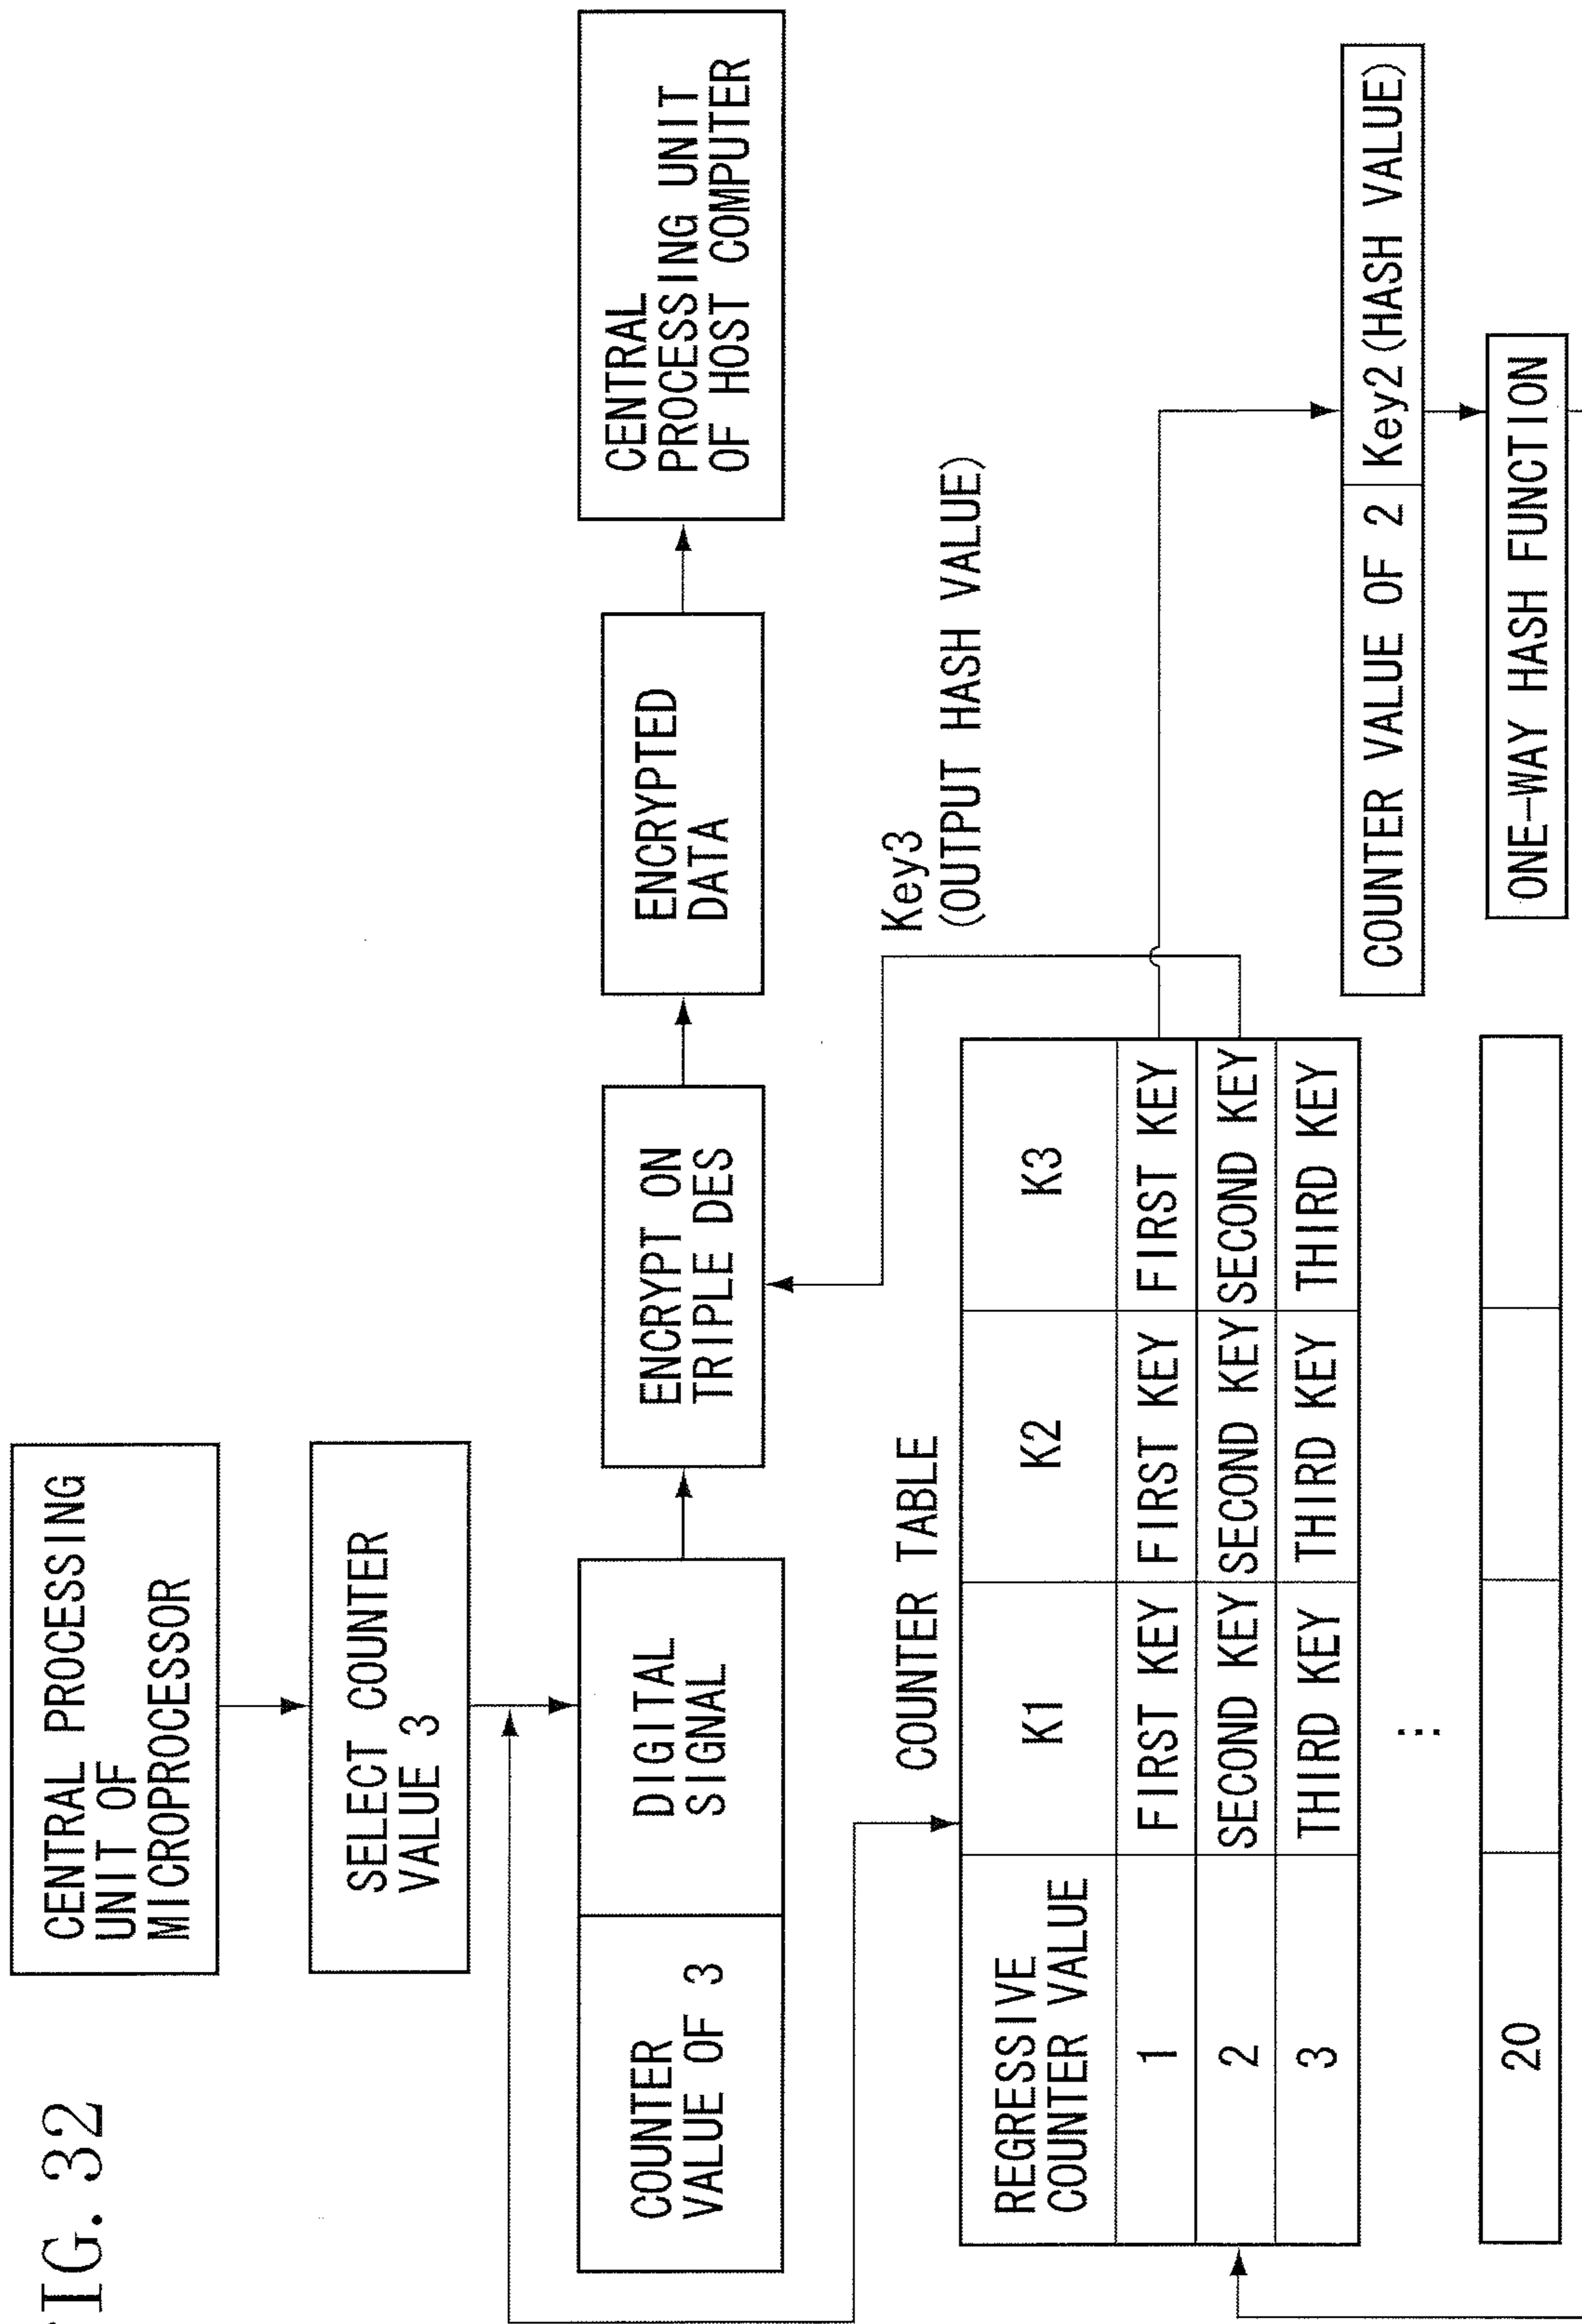 FIG. 32
CENTRAL PROCESSING
UNIT OF
MICROPROCESSOR
SELECT COUNTER
VALUE 3
COUNTER
VALUE OF 3
DIGITAL
SIGNAL
ENCRYPT ON
TRIPLE DES
ENCRYPTED
DATA
CENTRAL
PROCESSING UNIT
OF HOST COMPUTER
Key3
(OUTPUT HASH VALUE)
COUNTER TABLE
REGRESSIVE
COUNTER VALUE
K1
K2
K3
1
FIRST KEY
FIRST KEY
FIRST KEY
2
SECOND KEY
SECOND KEY
SECOND KEY
3
THIRD KEY
THIRD KEY
THIRD KEY
20
COUNTER VALUE OF 2
Key2(HASH VALUE)
ONE-WAY HASH FUNCTION